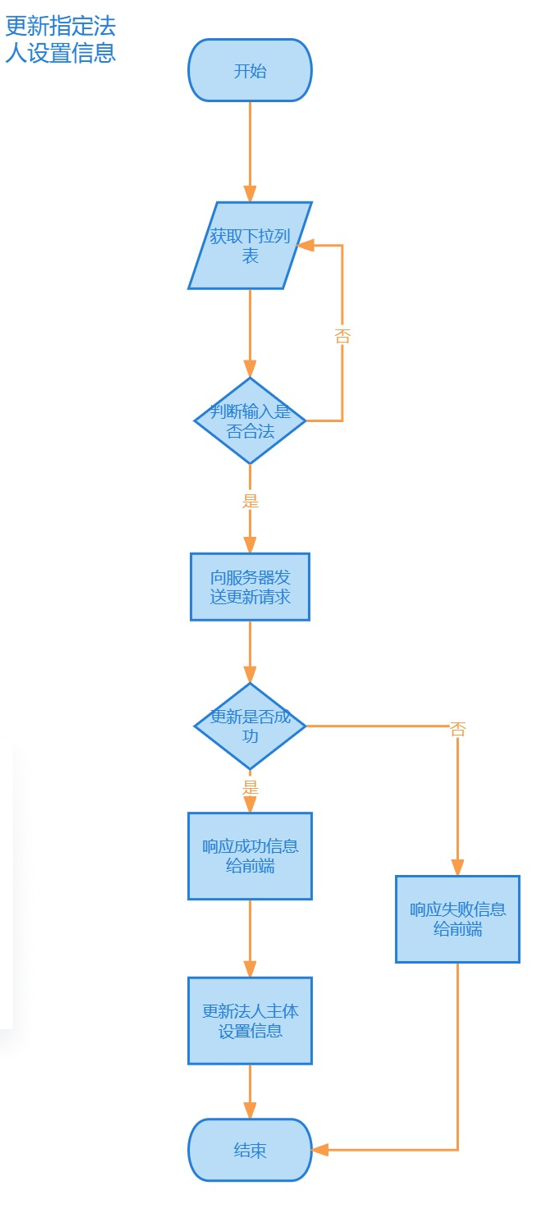 更新指定法
人设置信息
开始
获取下拉列
表
否
判断输入是
否合法
是
向服务器发
送更新请求
更新是否成
功
否
是
响应成功信息
给前端
响应失败信息
给前端
更新法人主体
设置信息
结束